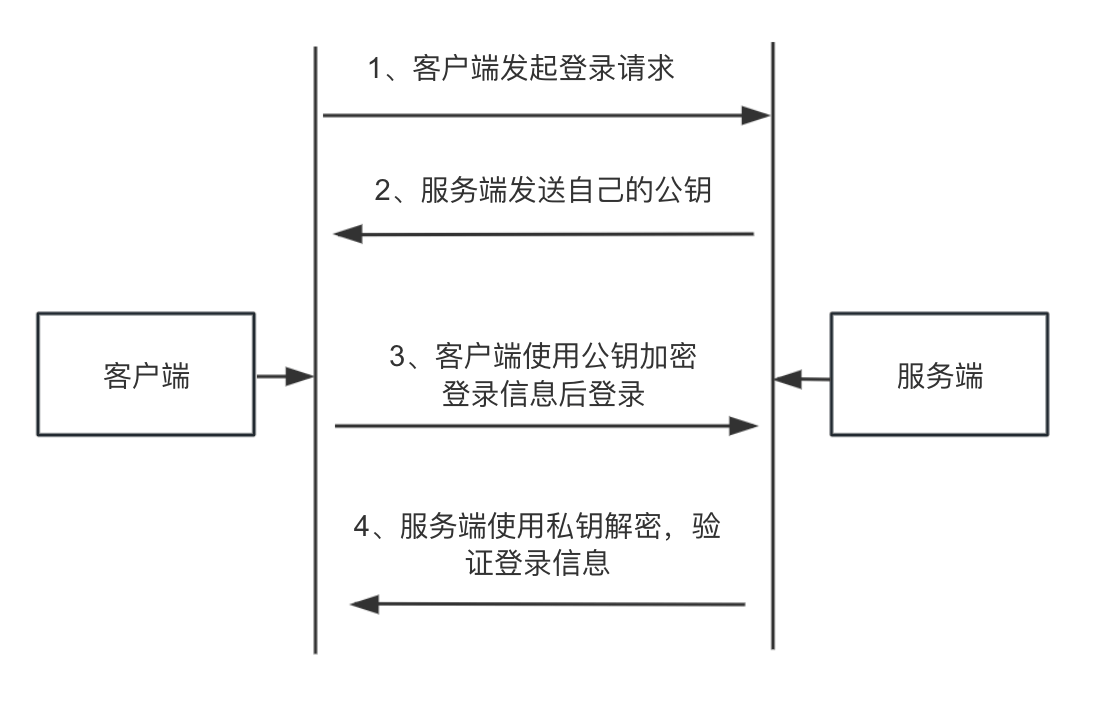 1、客户端发起登录请求
2、服务端发送自己的公钥
3、客户端使用公钥加密
登录信息后登录
客户端
服务端
4、服务端使用私钥解密，验
证登录信息